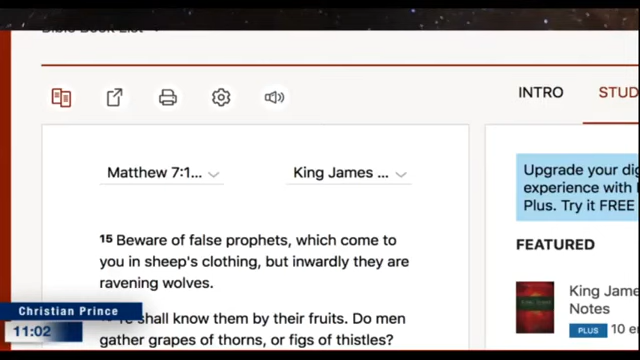 Bible Book List
INTRO
STUD
Matthew 7:1...
King James ...
Upgrade your dig
experience with
Plus. Try it FREE
15 Beware of false prophets, which come to
you in sheep's clothing, but inwardly they are
ravening wolves.
FEATURED
King Jame
Notes
PLUS 10 e
Christian Prince
11:02
shall know them by their fruits. Do men
gather grapes of thorns, or figs of thistles?